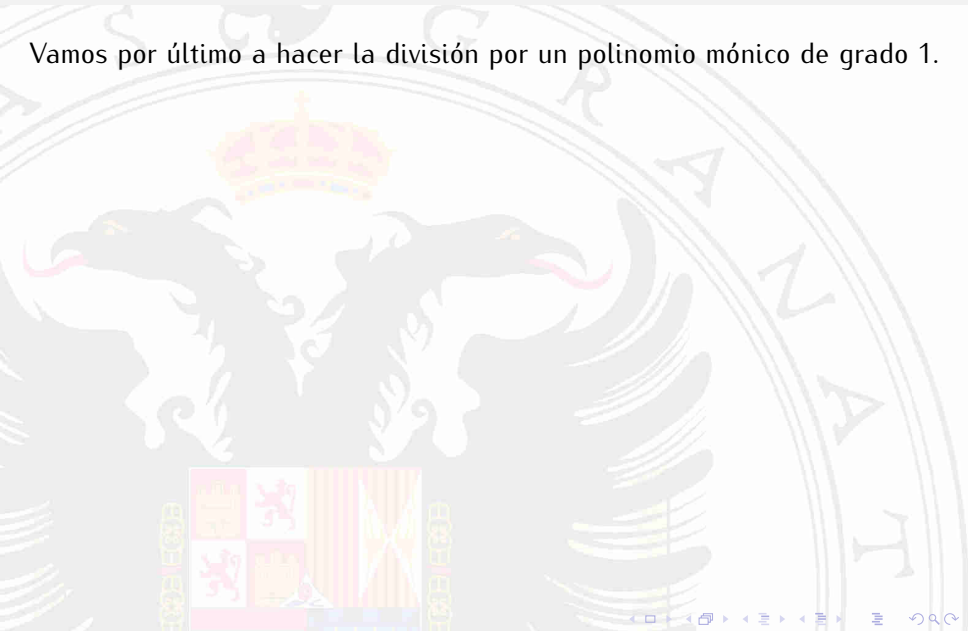 Vamos por último a hacer la división por un polinomio mónico de grado 1.
A S G R A N A T